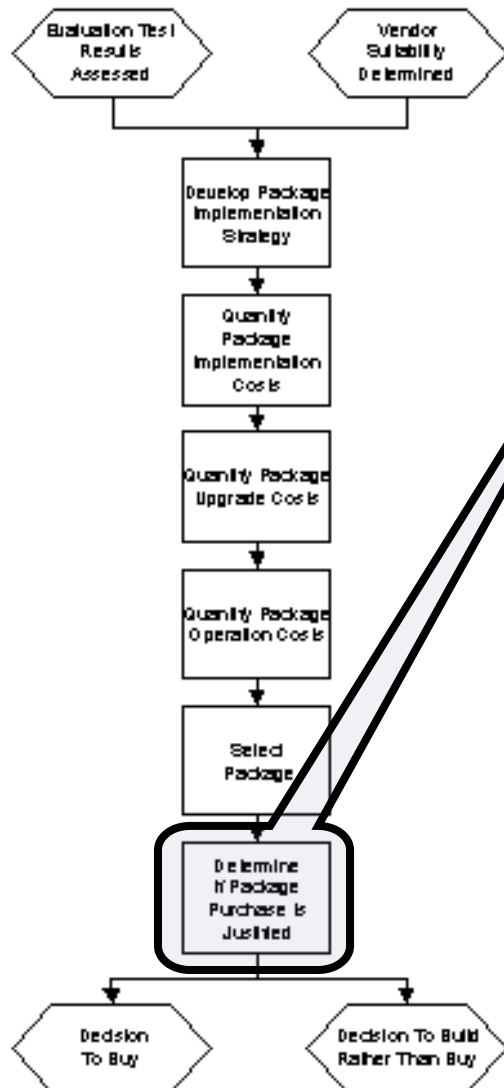 Evaluation Test
Results
Assessed
Vendor
Suitability
Determined
Develop Package
Implementation
Strategy
Quantify
Package
Implementation
Costs
Quantify Package
Upgrade Costs
Quantify Package
Operation Costs
Select
Package
Determine
If Package
Purchase Is
Justified
Decision
To Buy
Decision To Build
Rather Than Buy